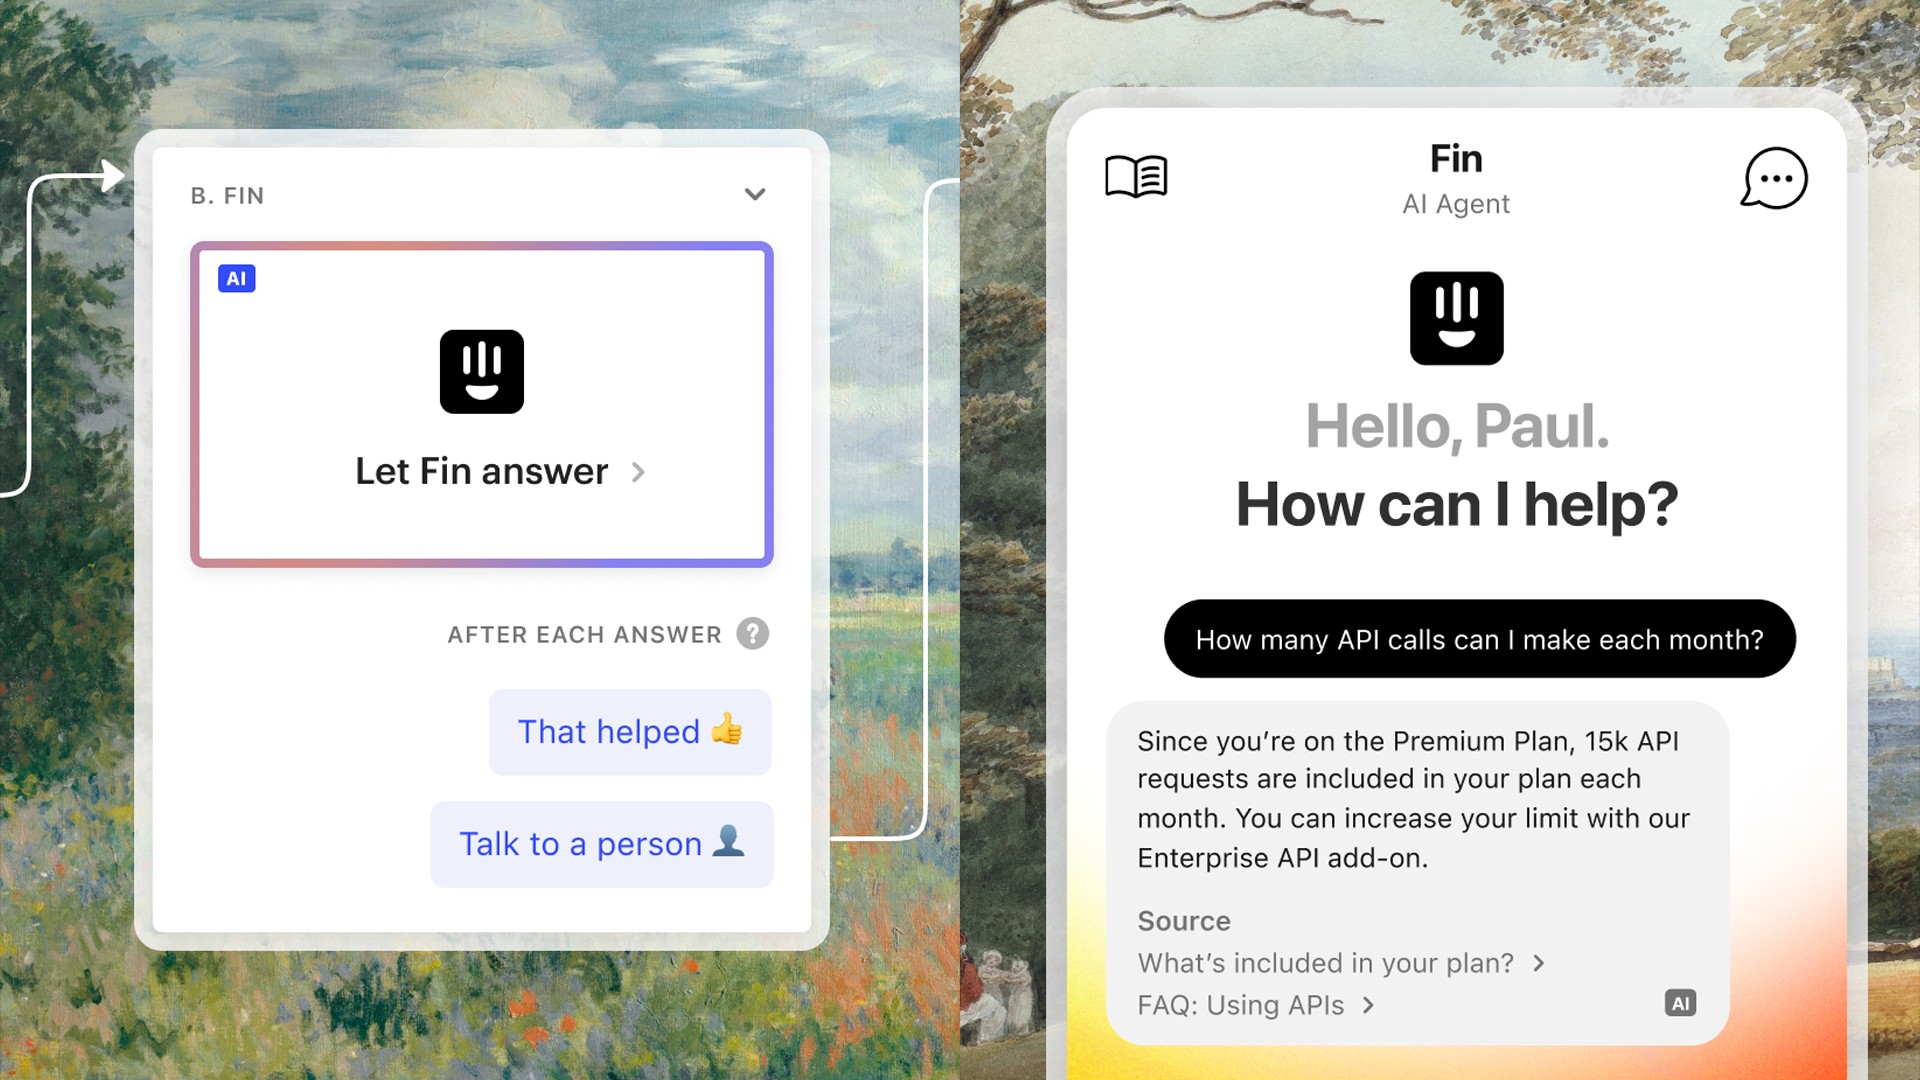 B. FIN
AI
Let Fin answer
AFTER EACH ANSWER ?
That helped 👍
Talk to a person 👤
Fin
AI Agent
Hello, Paul.
How can I help?
How many API calls can I make each month?
Since you’re on the Premium Plan, 15k API
requests are included in your plan each
month. You can increase your limit with our
Enterprise API add-on.
Source
What’s included in your plan?
FAQ: Using APIs
AI